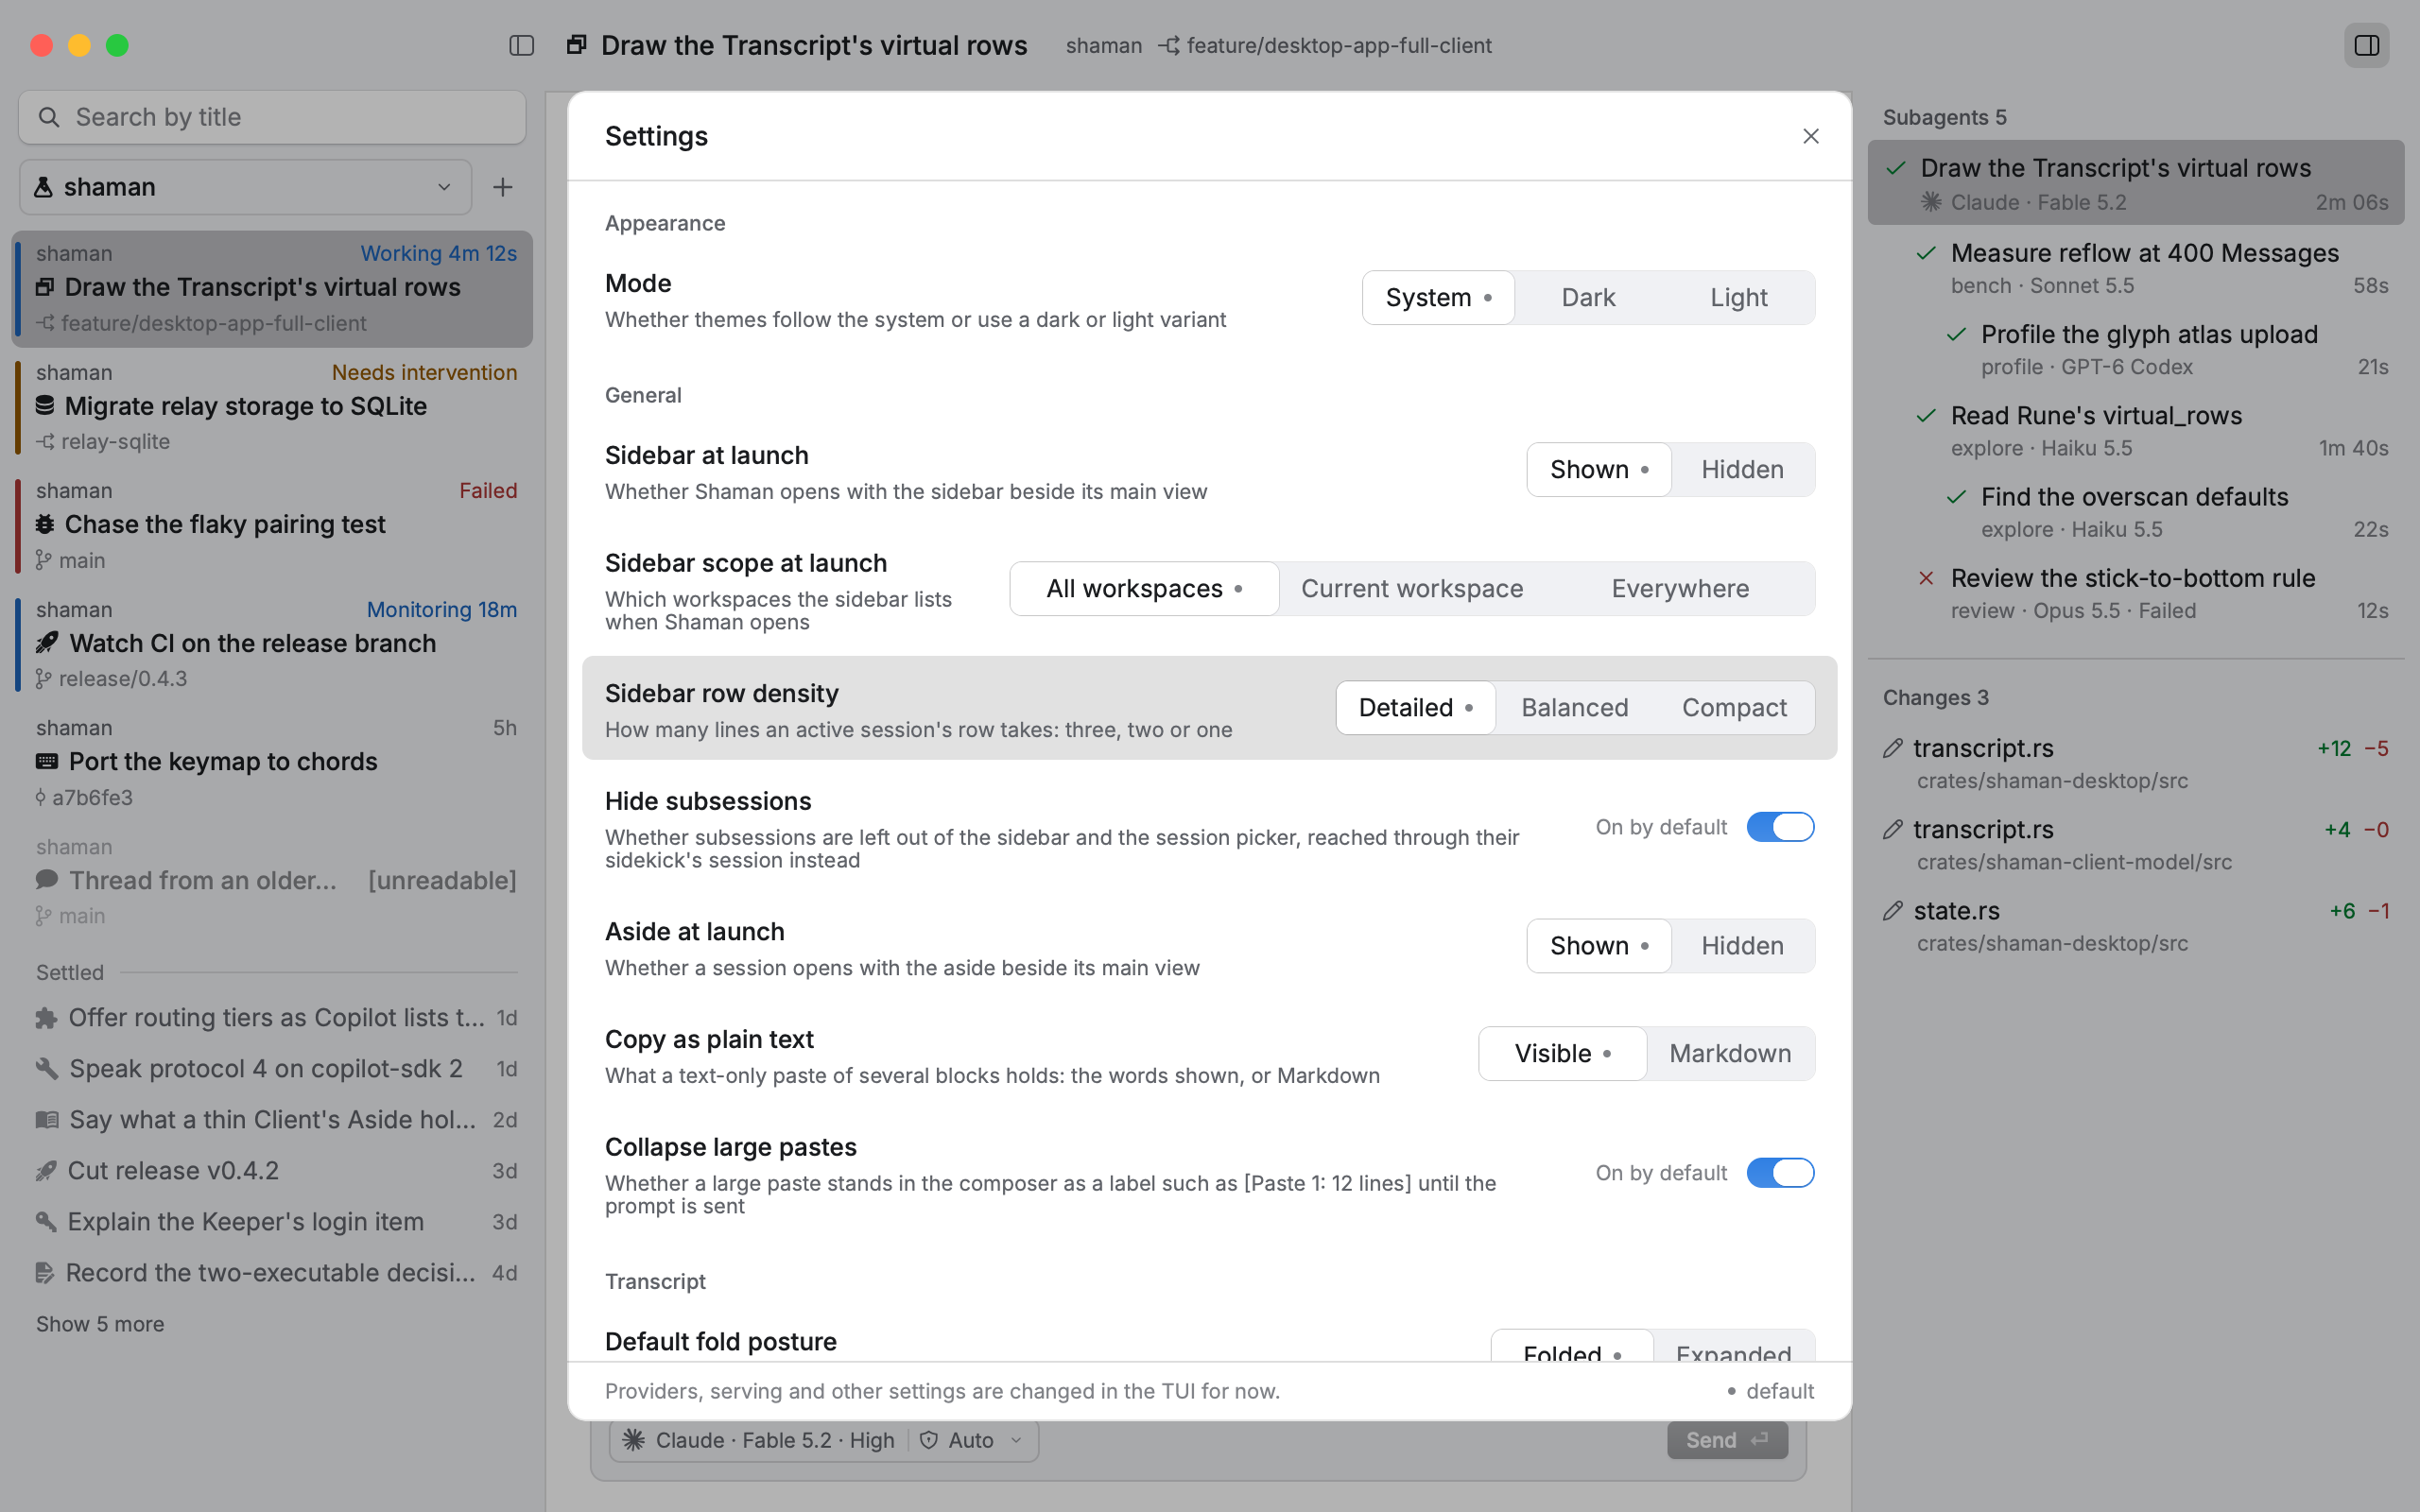 Draw the Transcript's virtual rows shaman feature/desktop-app-full-client
Search by title
shaman
shaman Working 4m 12s
Draw the Transcript's virtual rows
feature/desktop-app-full-client
shaman Needs intervention
Migrate relay storage to SQLite
relay-sqlite
shaman Failed
Chase the flaky pairing test
main
shaman Monitoring 18m
Watch CI on the release branch
release/0.4.3
shaman 5h
Port the keymap to chords
a7b6fe3
shaman
Thread from an older... [unreadable]
main
Settled
Offer routing tiers as Copilot lists t... 1d
Speak protocol 4 on copilot-sdk 2 1d
Say what a thin Client's Aside hol... 2d
Cut release v0.4.2 3d
Explain the Keeper's login item 3d
Record the two-executable decisi... 4d
Show 5 more
Settings
Appearance
Mode
Whether themes follow the system or use a dark or light variant
System • Dark Light
General
Sidebar at launch
Whether Shaman opens with the sidebar beside its main view
Shown • Hidden
Sidebar scope at launch
Which workspaces the sidebar lists
when Shaman opens
All workspaces • Current workspace Everywhere
Sidebar row density
How many lines an active session's row takes: three, two or one
Detailed • Balanced Compact
Hide subsessions
Whether subsessions are left out of the sidebar and the session picker, reached through their
sidekick's session instead
On by default
Aside at launch
Whether a session opens with the aside beside its main view
Shown • Hidden
Copy as plain text
What a text-only paste of several blocks holds: the words shown, or Markdown
Visible • Markdown
Collapse large pastes
Whether a large paste stands in the composer as a label such as [Paste 1: 12 lines] until the
prompt is sent
On by default
Transcript
Default fold posture
Folded • Expanded
Providers, serving and other settings are changed in the TUI for now.
• default
Claude · Fable 5.2 · High Auto
Send
Subagents 5
Draw the Transcript's virtual rows
Claude · Fable 5.2 2m 06s
Measure reflow at 400 Messages
bench · Sonnet 5.5 58s
Profile the glyph atlas upload
profile · GPT-6 Codex 21s
Read Rune's virtual_rows
explore · Haiku 5.5 1m 40s
Find the overscan defaults
explore · Haiku 5.5 22s
Review the stick-to-bottom rule
review · Opus 5.5 · Failed 12s
Changes 3
transcript.rs +12 −5
crates/shaman-desktop/src
transcript.rs +4 −0
crates/shaman-client-model/src
state.rs +6 −1
crates/shaman-desktop/src